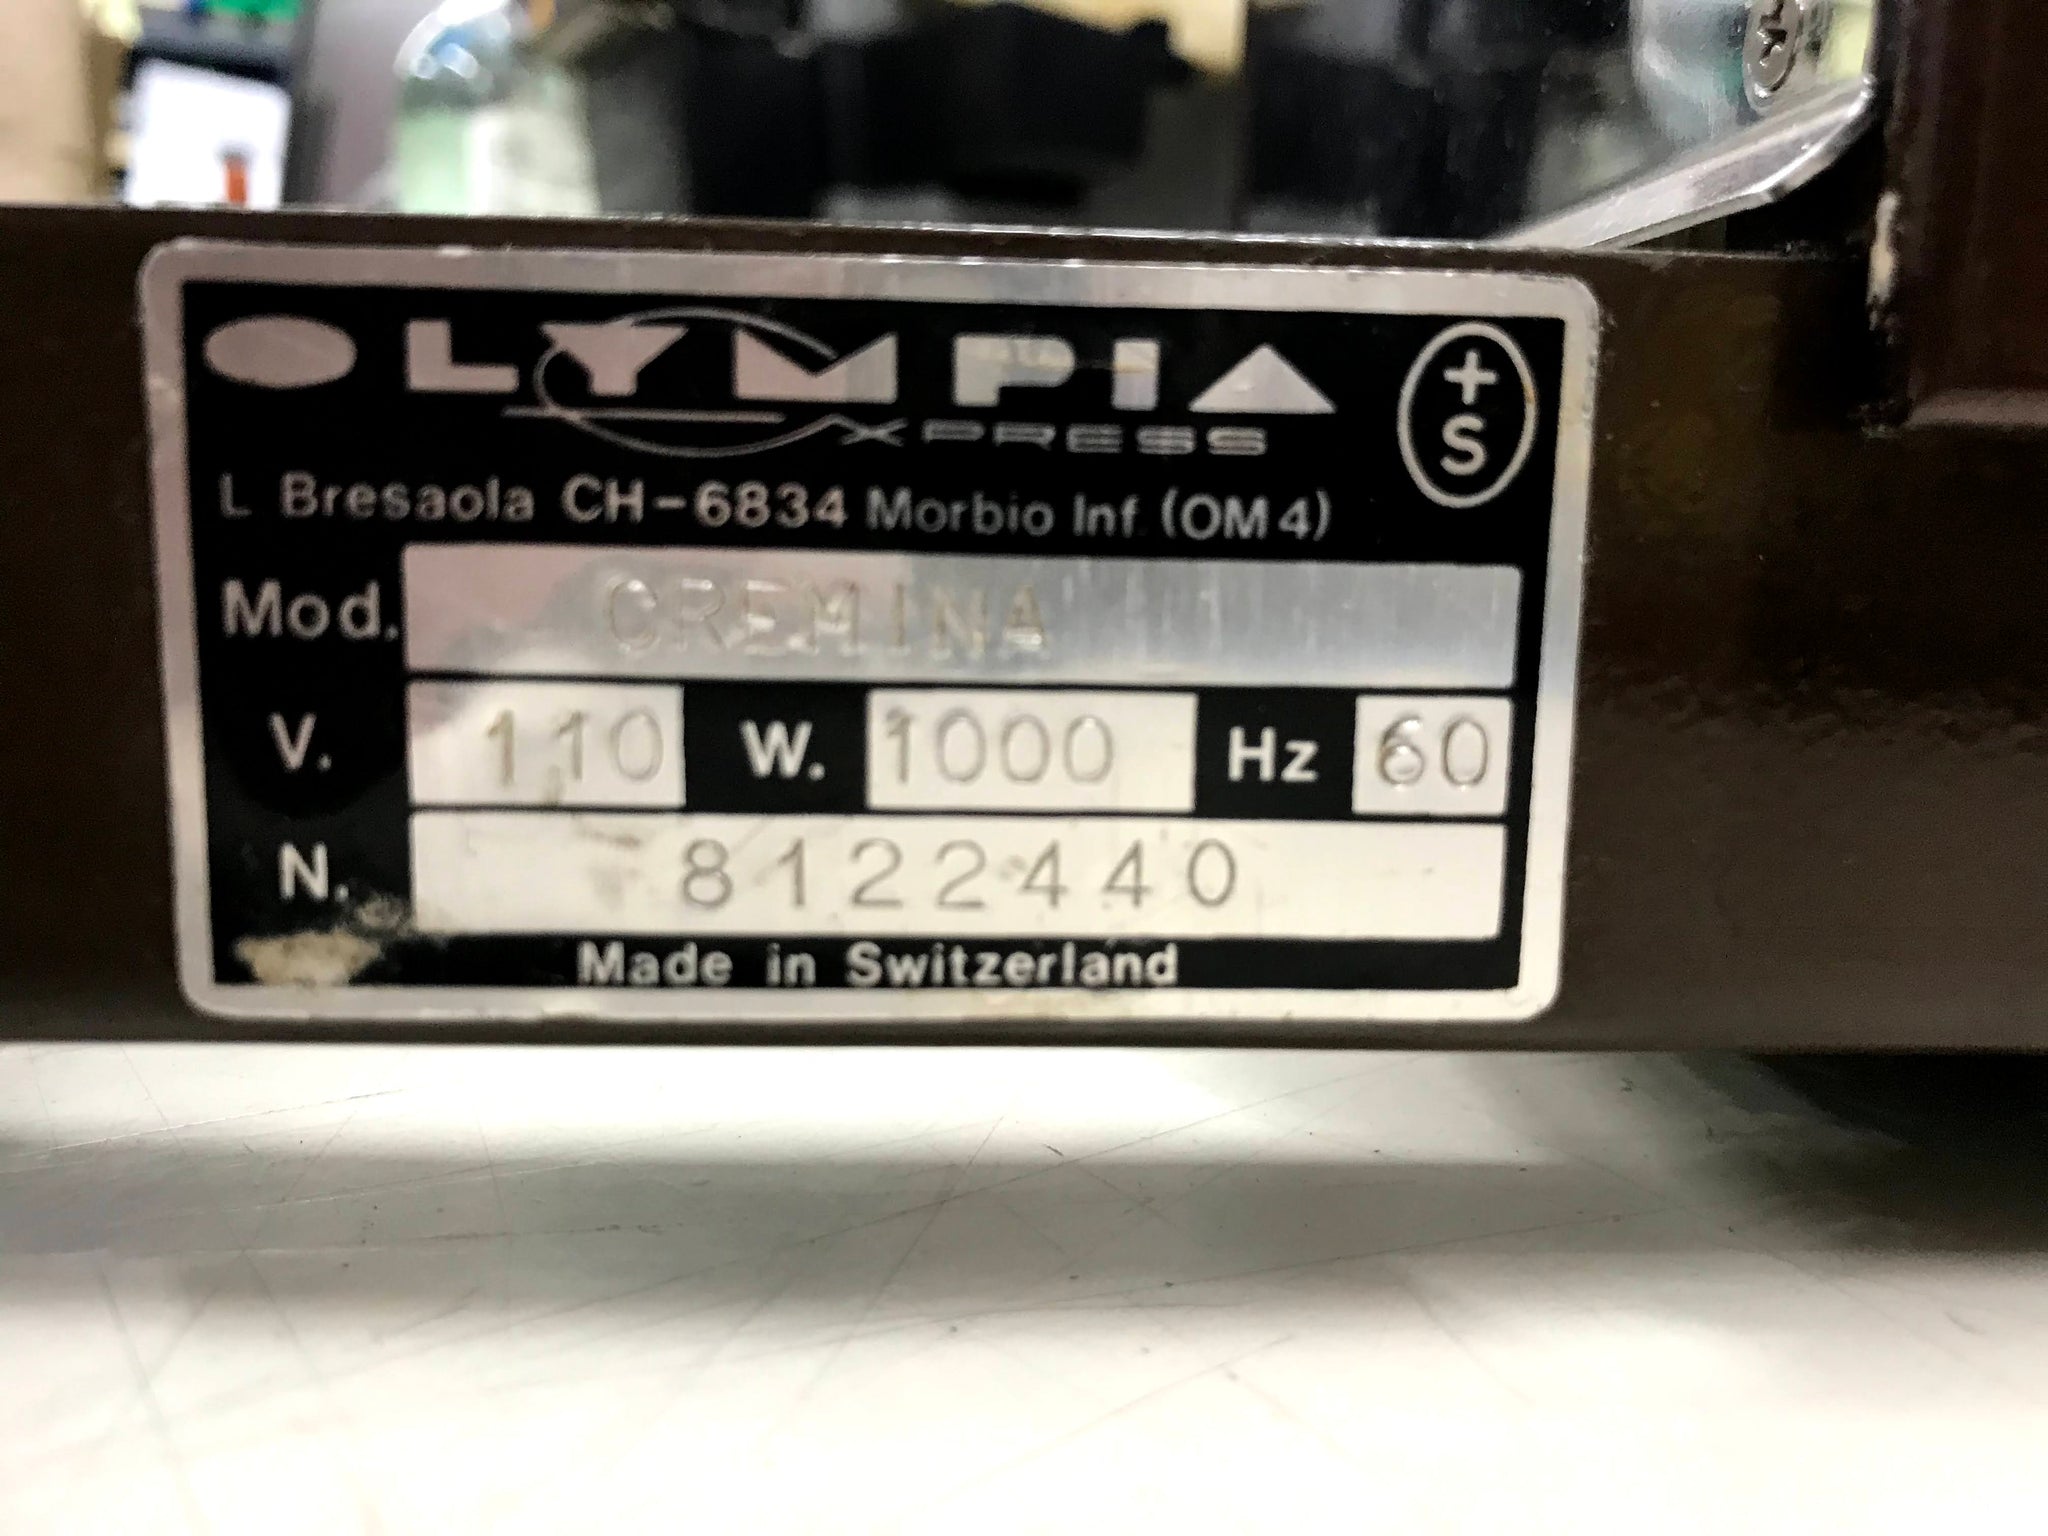 OLYMPIA
XPRESS
+
S
L Bresaola CH-6834 Morbio Inf. (OM4)
Mod. CREMINA
V. 110 W. 1000 Hz 60
N. 8122440
Made in Switzerland